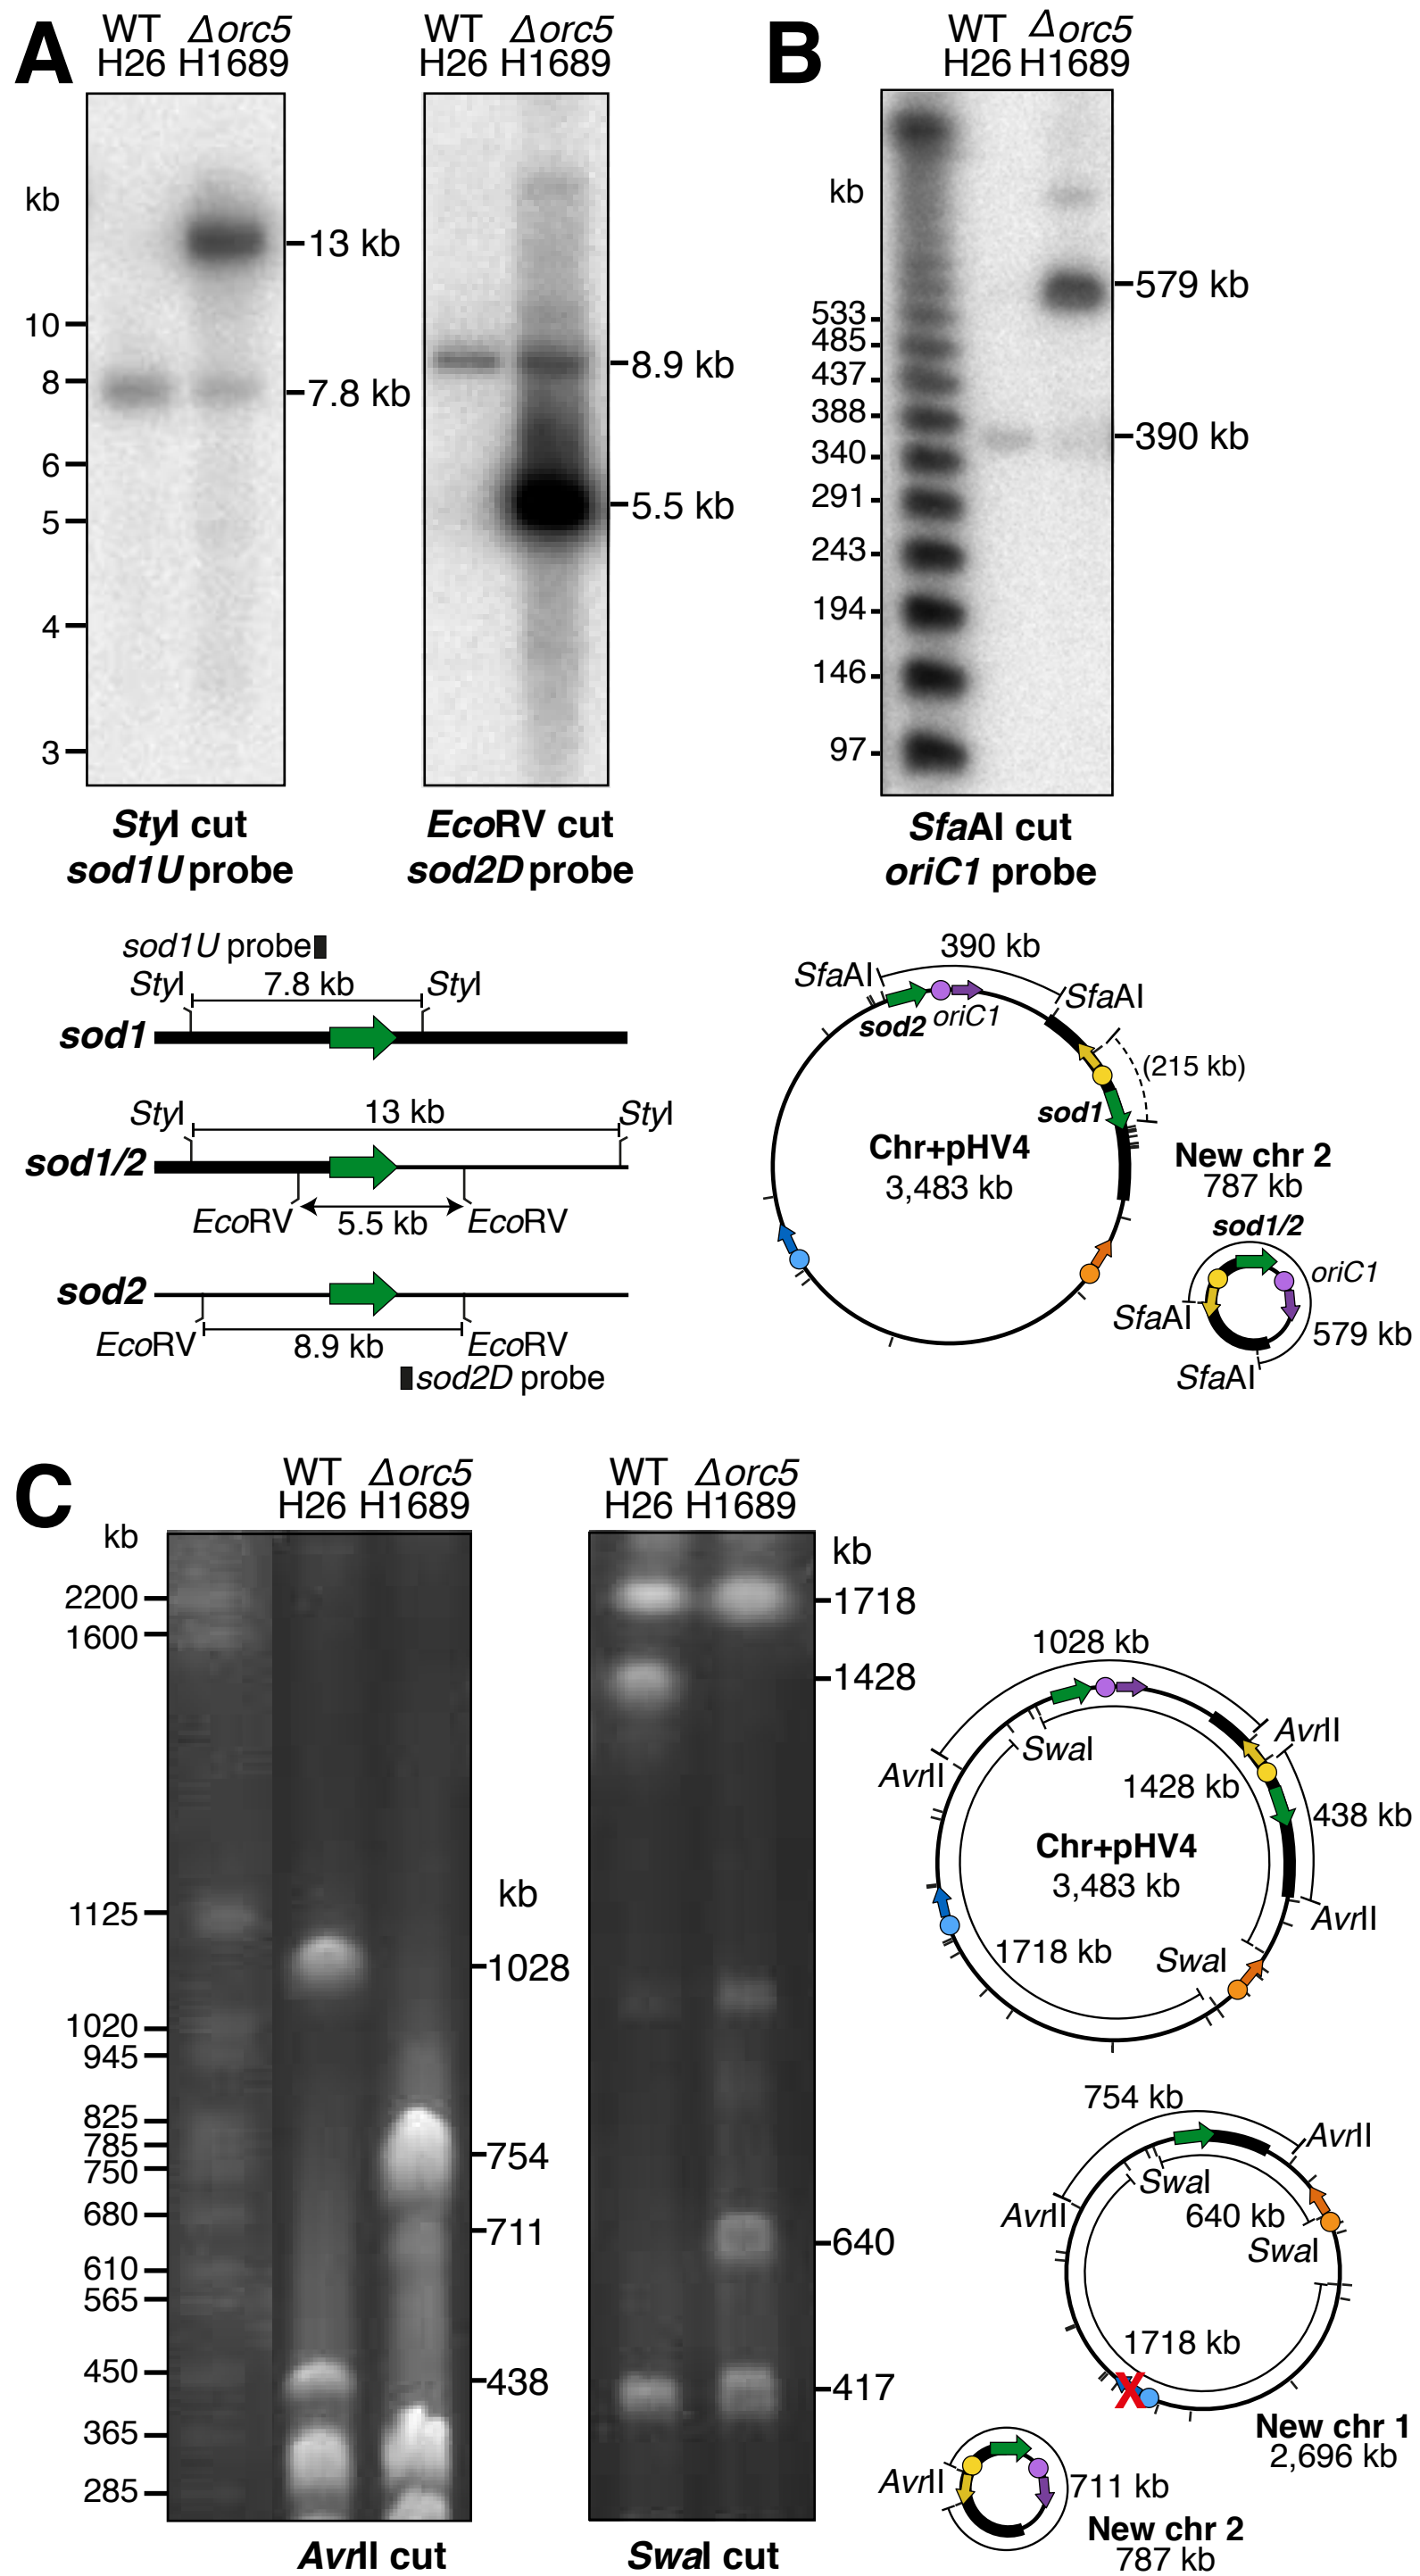 A
WT Δorc5
H26 H1689
WT Δorc5
H26 H1689
kb
13 kb
10
8
7.8 kb
6
5
4
3
8.9 kb
5.5 kb
StyI cut
sod1U probe
EcoRV cut
sod2D probe
sod1U probe
StyI 7.8 kb StyI
sod1
StyI 13 kb StyI
sod1/2
EcoRV 5.5 kb EcoRV
sod2
EcoRV 8.9 kb EcoRV
sod2D probe
B
WT Δorc5
H26 H1689
kb
579 kb
533
485
437
388
390 kb
340
291
243
194
146
97
SfaAI cut
oriC1 probe
390 kb
SfaAI
SfaAI
sod2 oriC1
(215 kb)
sod1
Chr+pHV4
3,483 kb
New chr 2
787 kb
sod1/2
oriC1
SfaAI
579 kb
SfaAI
C
WT Δorc5
H26 H1689
kb
2200
1600
1125
1020
945
825
785
750
680
610
565
450
365
285
kb
1028
754
711
438
AvrII cut
WT Δorc5
H26 H1689
kb
1718
1428
640
417
SwaI cut
1028 kb
AvrII
SwaI
AvrII
1428 kb
438 kb
Chr+pHV4
3,483 kb
AvrII
1718 kb
SwaI
754 kb
AvrII
SwaI
AvrII
640 kb
SwaI
1718 kb
X
New chr 1
2,696 kb
AvrII
711 kb
New chr 2
787 kb